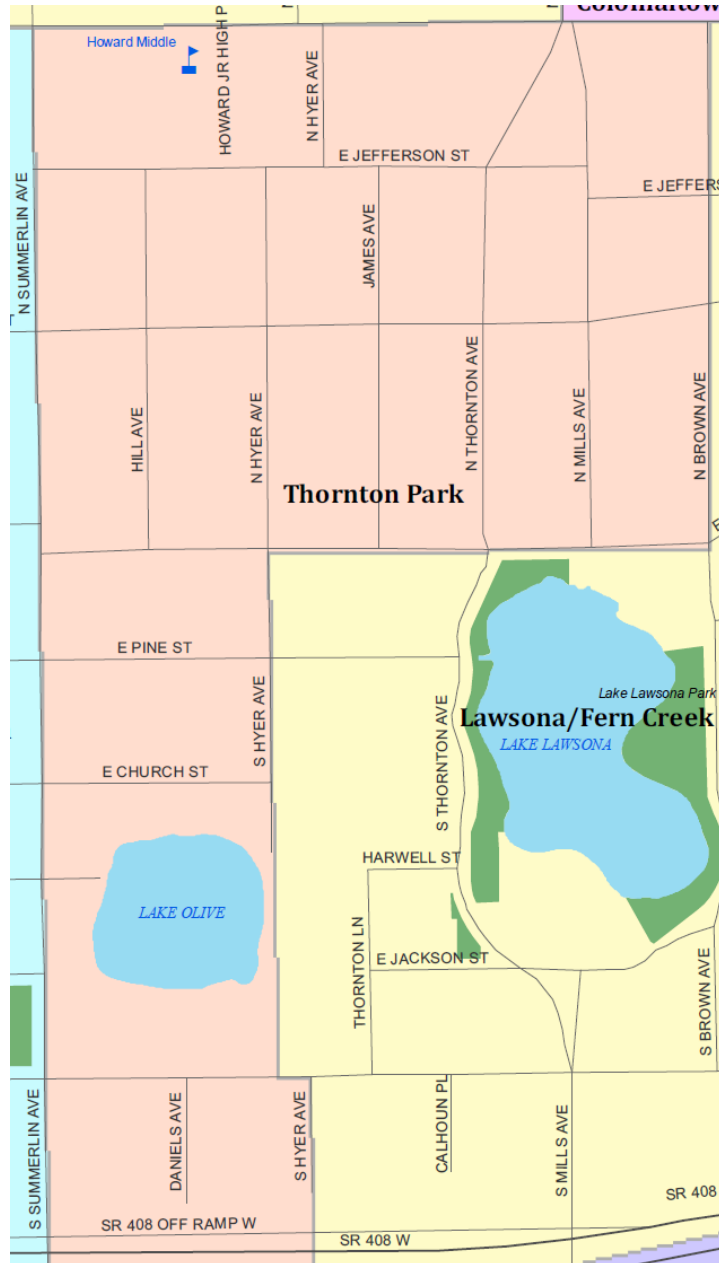 Howard Middle
HOWARD JR HIGH P
N HYER AVE
E JEFFERSON ST
E JEFFERS
N SUMMERLIN AVE
JAMES AVE
HILL AVE
N HYER AVE
N THORNTON AVE
N MILLS AVE
N BROWN AVE
Thornton Park
E PINE ST
S HYER AVE
S THORNTON AVE
Lake Lawsona Park
Lawsona/Fern Creek
LAKE LAWSONA
E CHURCH ST
HARWELL ST
LAKE OLIVE
THORNTON LN
E JACKSON ST
S BROWN AVE
S SUMMERLIN AVE
DANIELS AVE
S HYER AVE
CALHOUN PL
S MILLS AVE
SR 408
SR 408 OFF RAMP W
SR 408 W